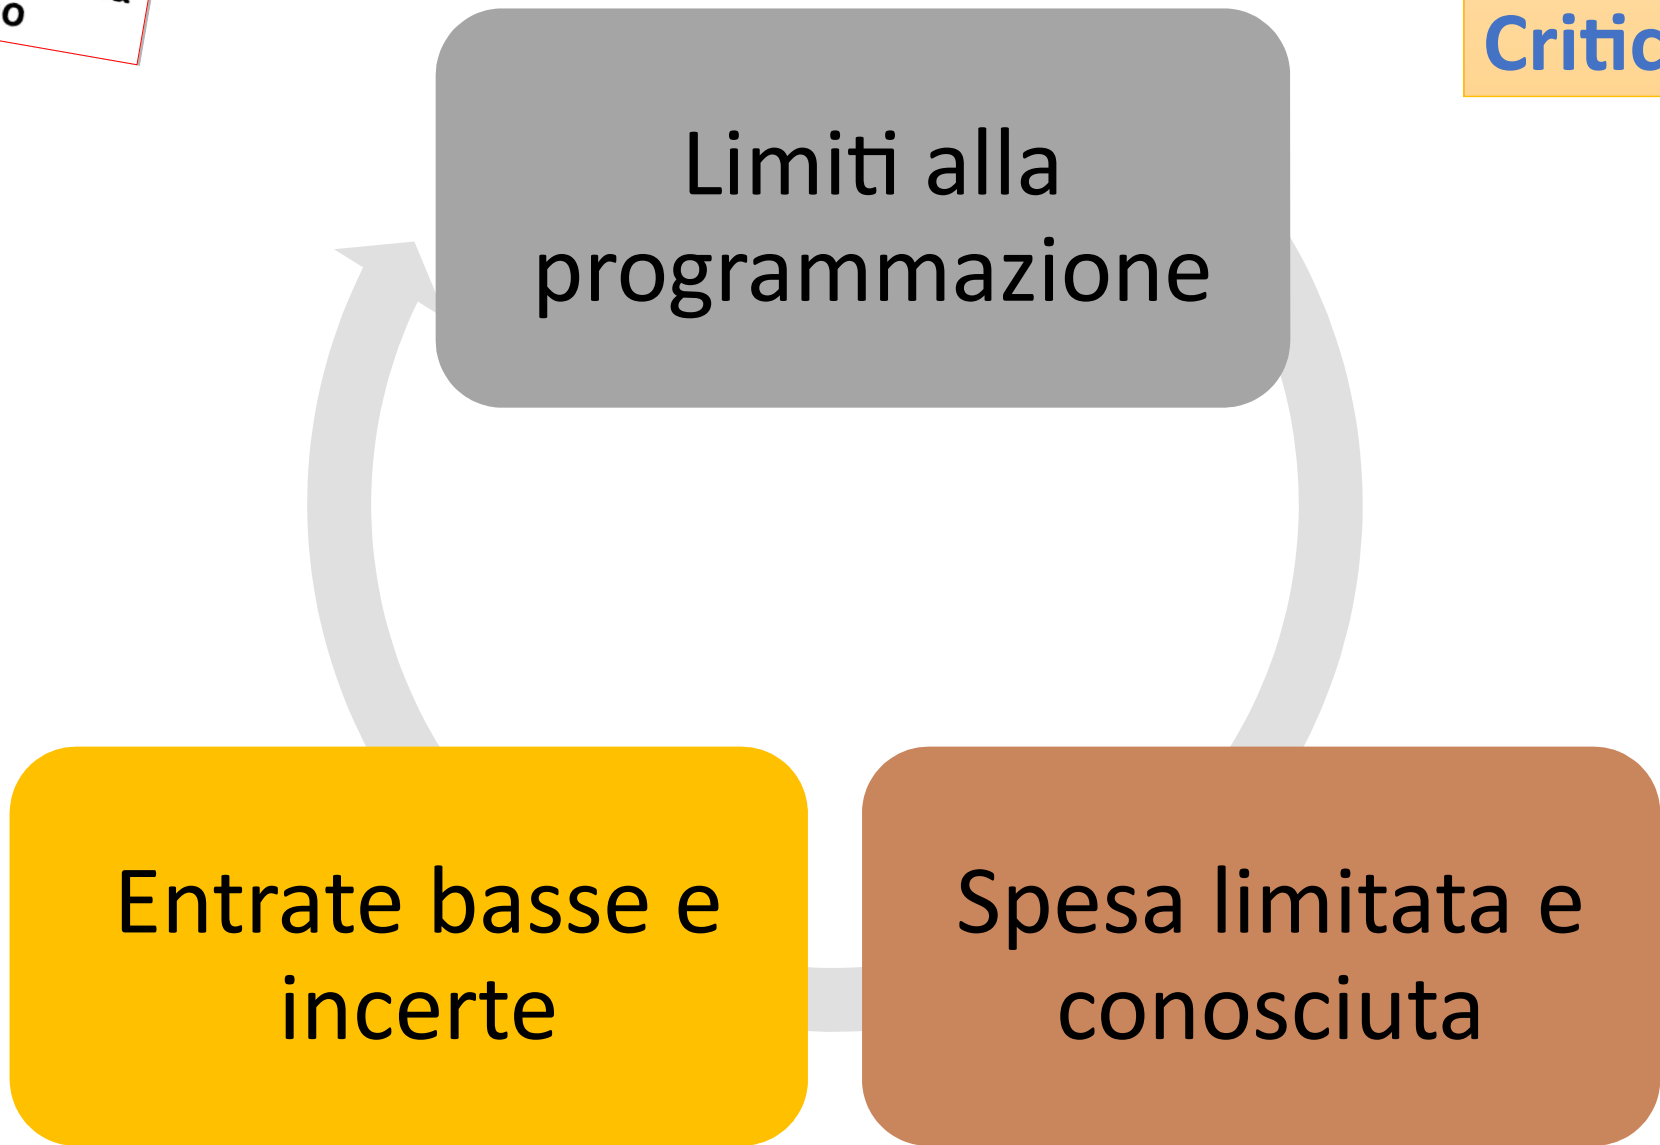 Limiti alla
programmazione
Entrate basse e
incerte
Spesa limitata e
conosciuta